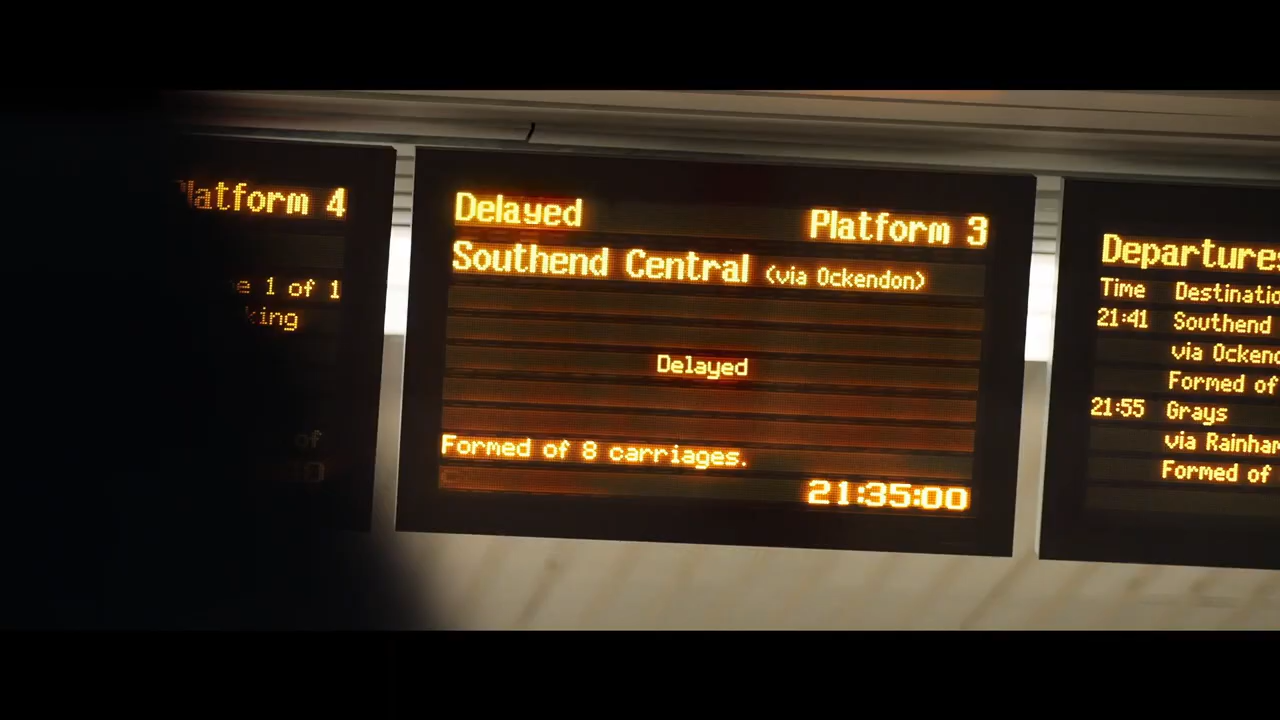 Platform 4
1 of 1
Delayed
Platform 3
Southend Central (via Ockendon)
Delayed
Formed of 8 carriages.
21:35:00
Departures
Time
21:41 Southend
via
Formed of
21:55 Grays
via
Formed of